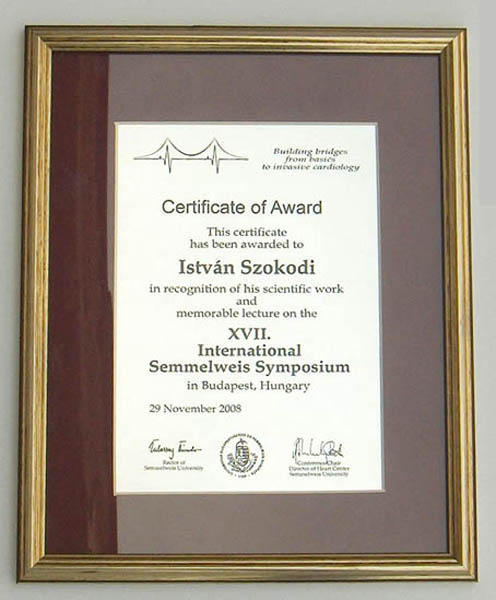 Building bridges
from basics
to invasive cardiology
Certificate of Award
This certificate
has been awarded to
István Szokodi
in recognition of his scientific work
and
memorable lecture on the
XVII.
International
Semmelweis Symposium
in Budapest, Hungary
29 November 2008
Rector of
Semmelweis University
Conference Chair
Director of Heart Center
Semmelweis University